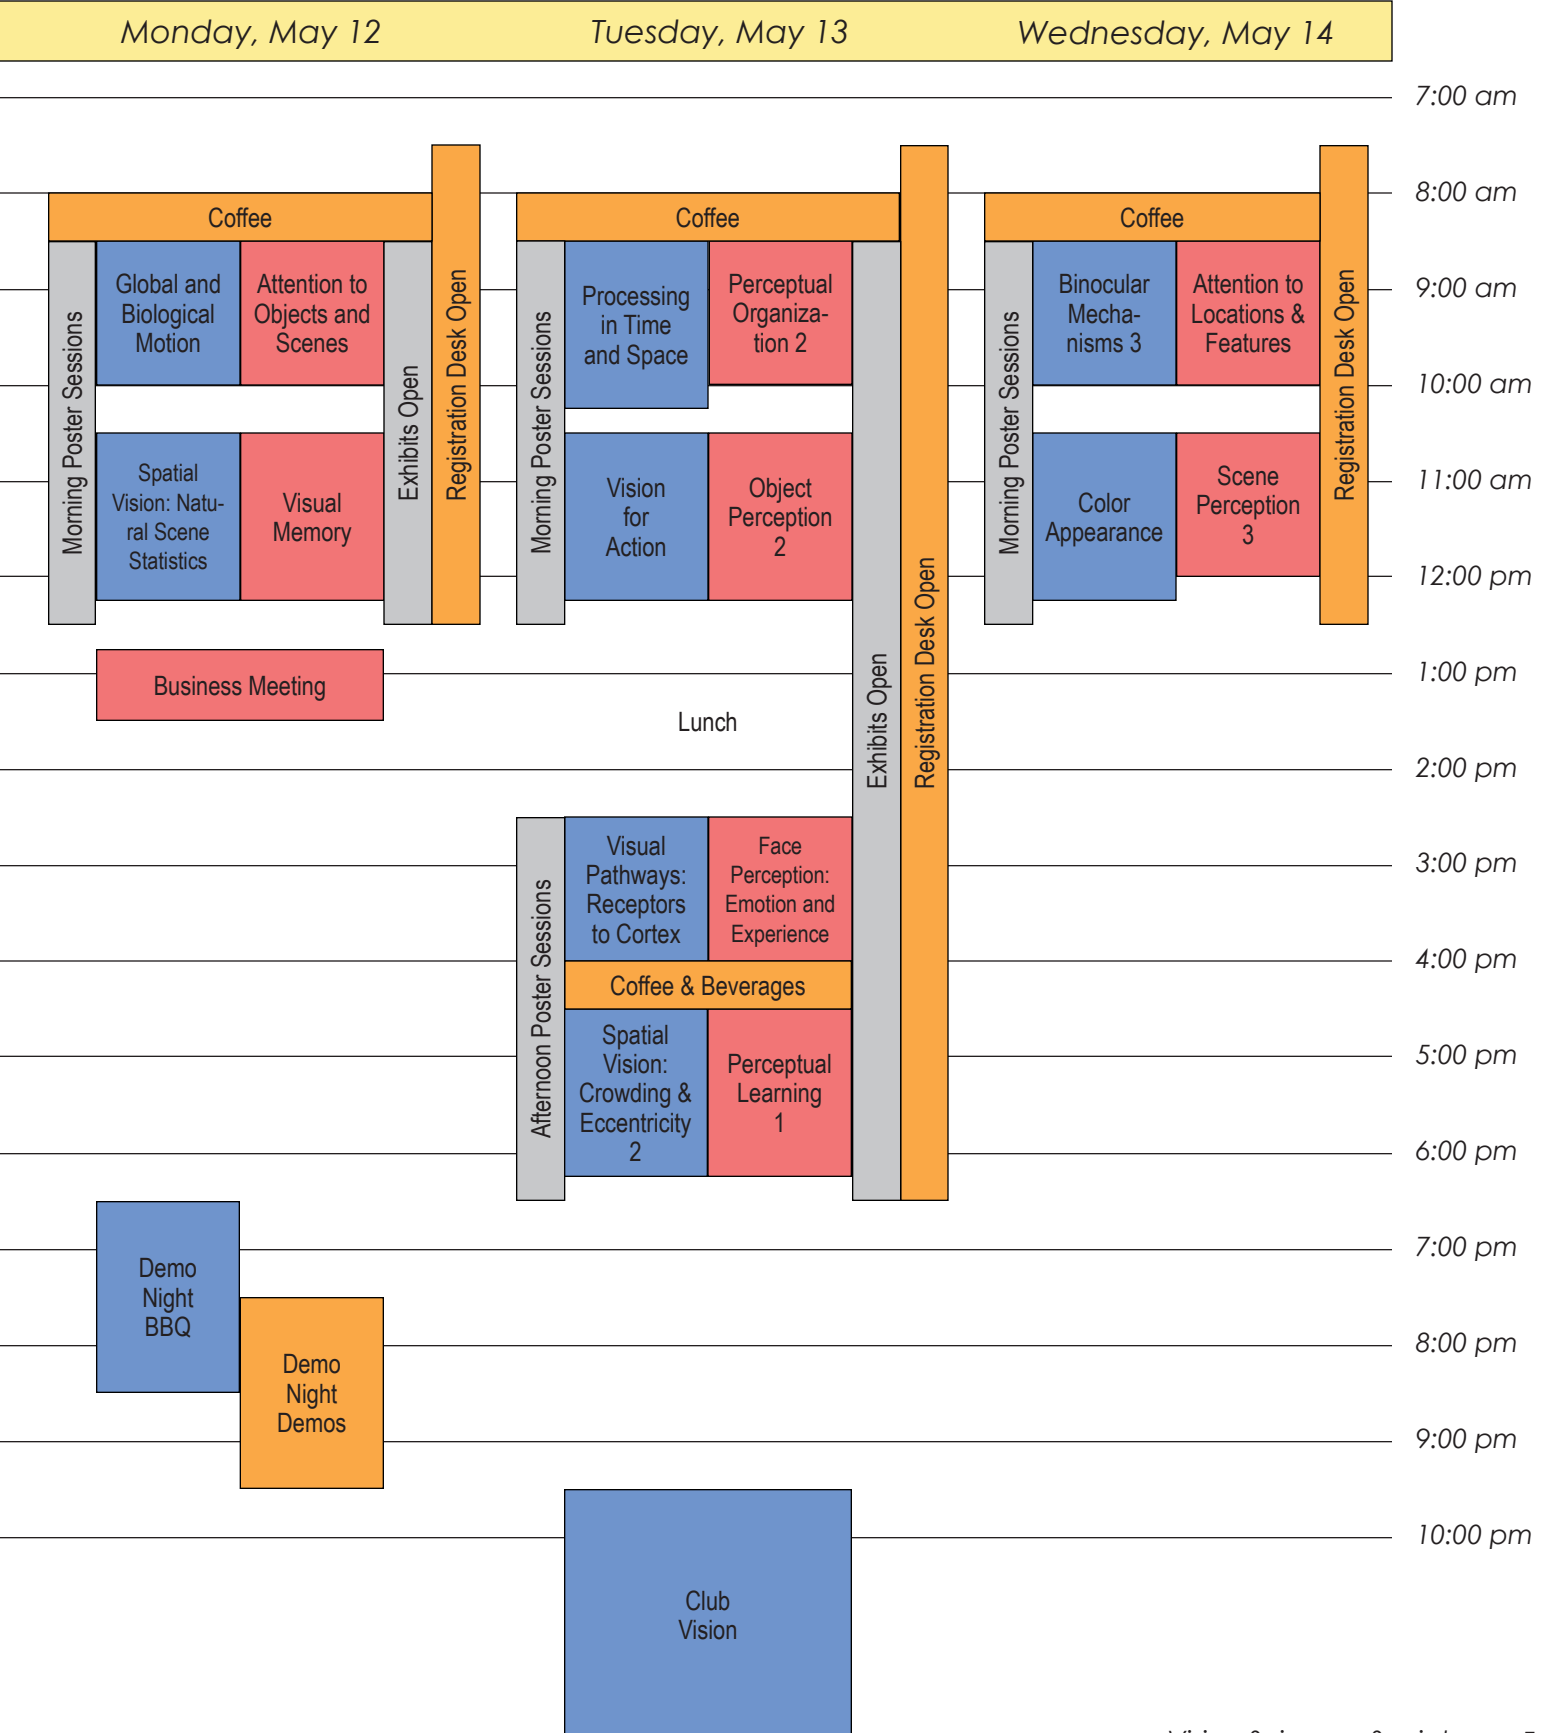 Monday, May 12
Tuesday, May 13
Wednesday, May 14
7:00 am
8:00 am
9:00 am
10:00 am
11:00 am
12:00 pm
1:00 pm
2:00 pm
3:00 pm
4:00 pm
5:00 pm
6:00 pm
7:00 pm
8:00 pm
9:00 pm
10:00 pm
Coffee
Morning Poster Sessions
Global and
Biological
Motion
Attention to
Objects and
Scenes
Spatial
Vision: Natu-
ral Scene
Statistics
Visual
Memory
Exhibits Open
Registration Desk Open
Business Meeting
Demo
Night
BBQ
Demo
Night
Demos
Coffee
Morning Poster Sessions
Processing
in Time
and Space
Perceptual
Organiza-
tion 2
Vision
for
Action
Object
Perception
2
Exhibits Open
Registration Desk Open
Lunch
Afternoon Poster Sessions
Visual
Pathways:
Receptors
to Cortex
Face
Perception:
Emotion and
Experience
Coffee & Beverages
Spatial
Vision:
Crowding &
Eccentricity
2
Perceptual
Learning
1
Club
Vision
Coffee
Morning Poster Sessions
Binocular
Mecha-
nisms 3
Attention to
Locations &
Features
Color
Appearance
Scene
Perception
3
Registration Desk Open